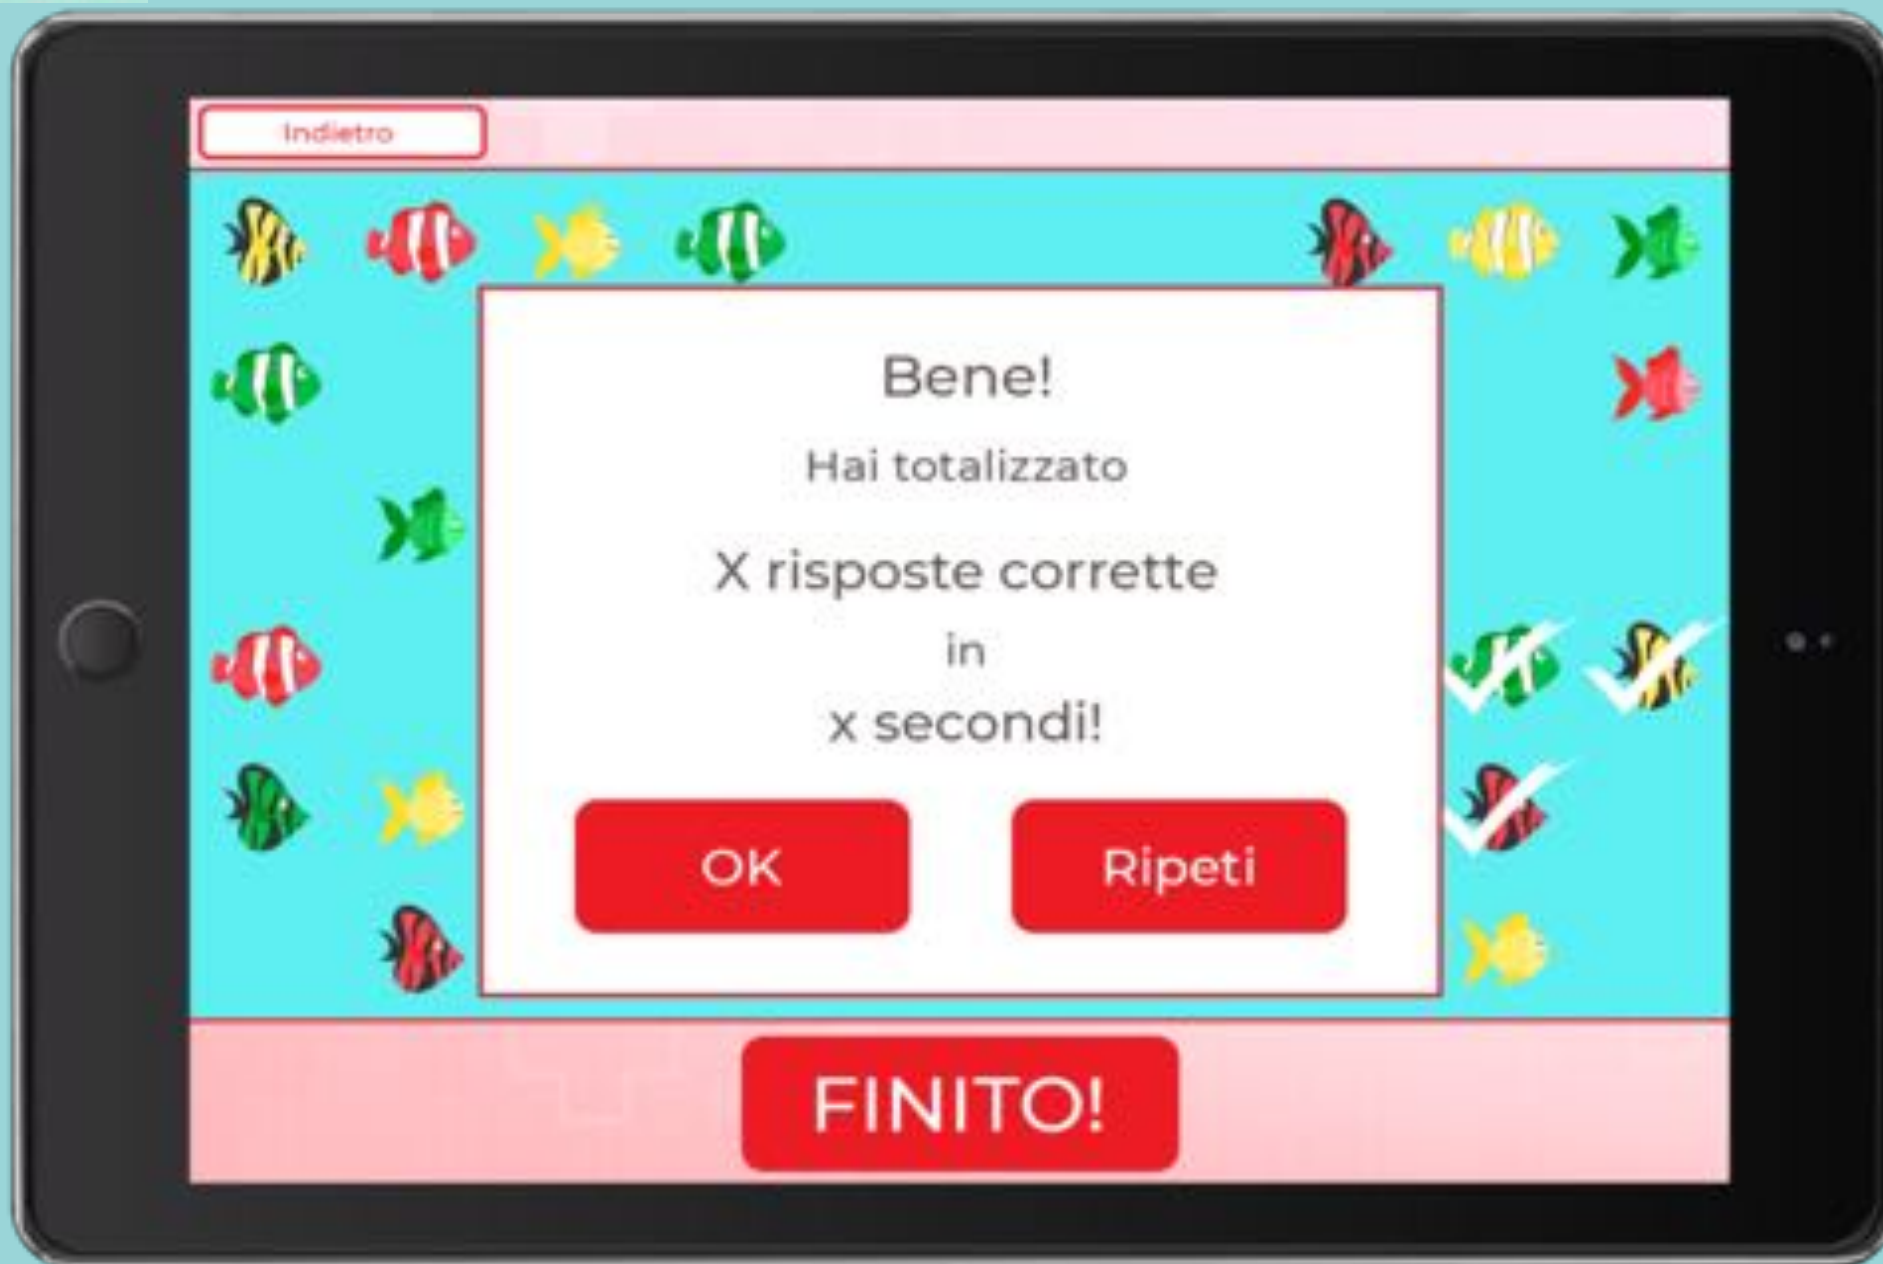 Indietro
Bene!
Hai totalizzato
X risposte corrette
in
x secondi!
OK
Ripeti
FINITO!